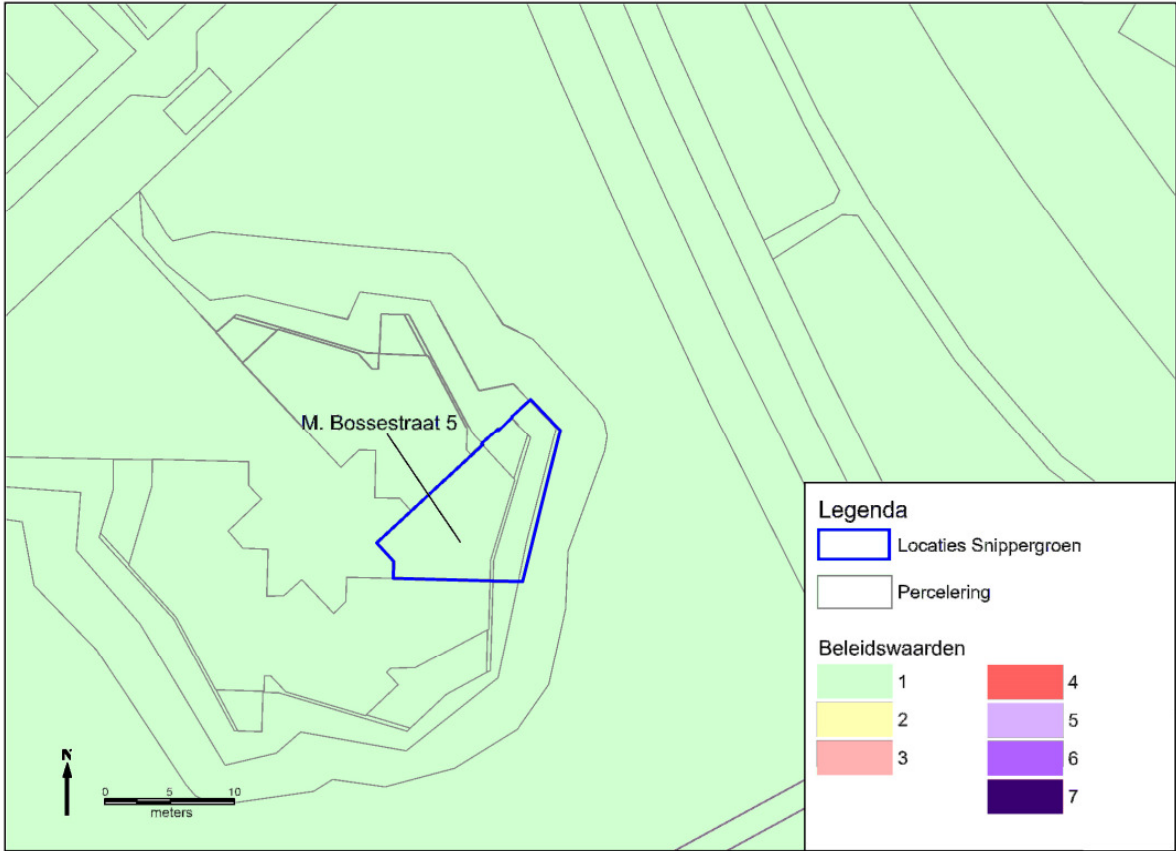 M. Bossestraat 5
Legenda
Locaties Snippergroen
Percelering
Beleidswaarden
1
2
3
4
5
6
7
N
0 5 10
meters